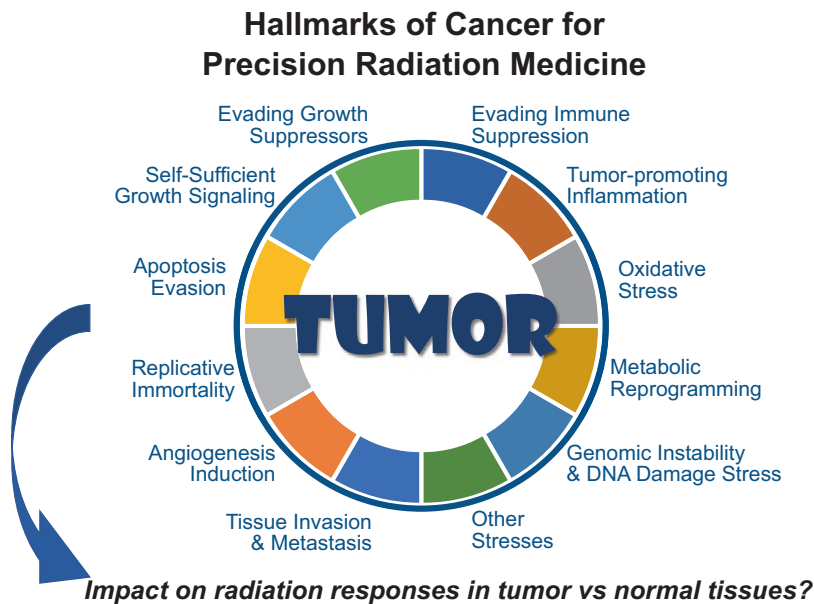 Hallmarks of Cancer for
Precision Radiation Medicine
Evading Growth
Suppressors
Evading Immune
Suppression
Self-Sufficient
Growth Signaling
Tumor-promoting
Inflammation
Apoptosis
Evasion
Oxidative
Stress
TUMOR
Replicative
Immortality
Metabolic
Reprogramming
Angiogenesis
Induction
Genomic Instability
& DNA Damage Stress
Tissue Invasion
& Metastasis
Other
Stresses
Impact on radiation responses in tumor vs normal tissues?